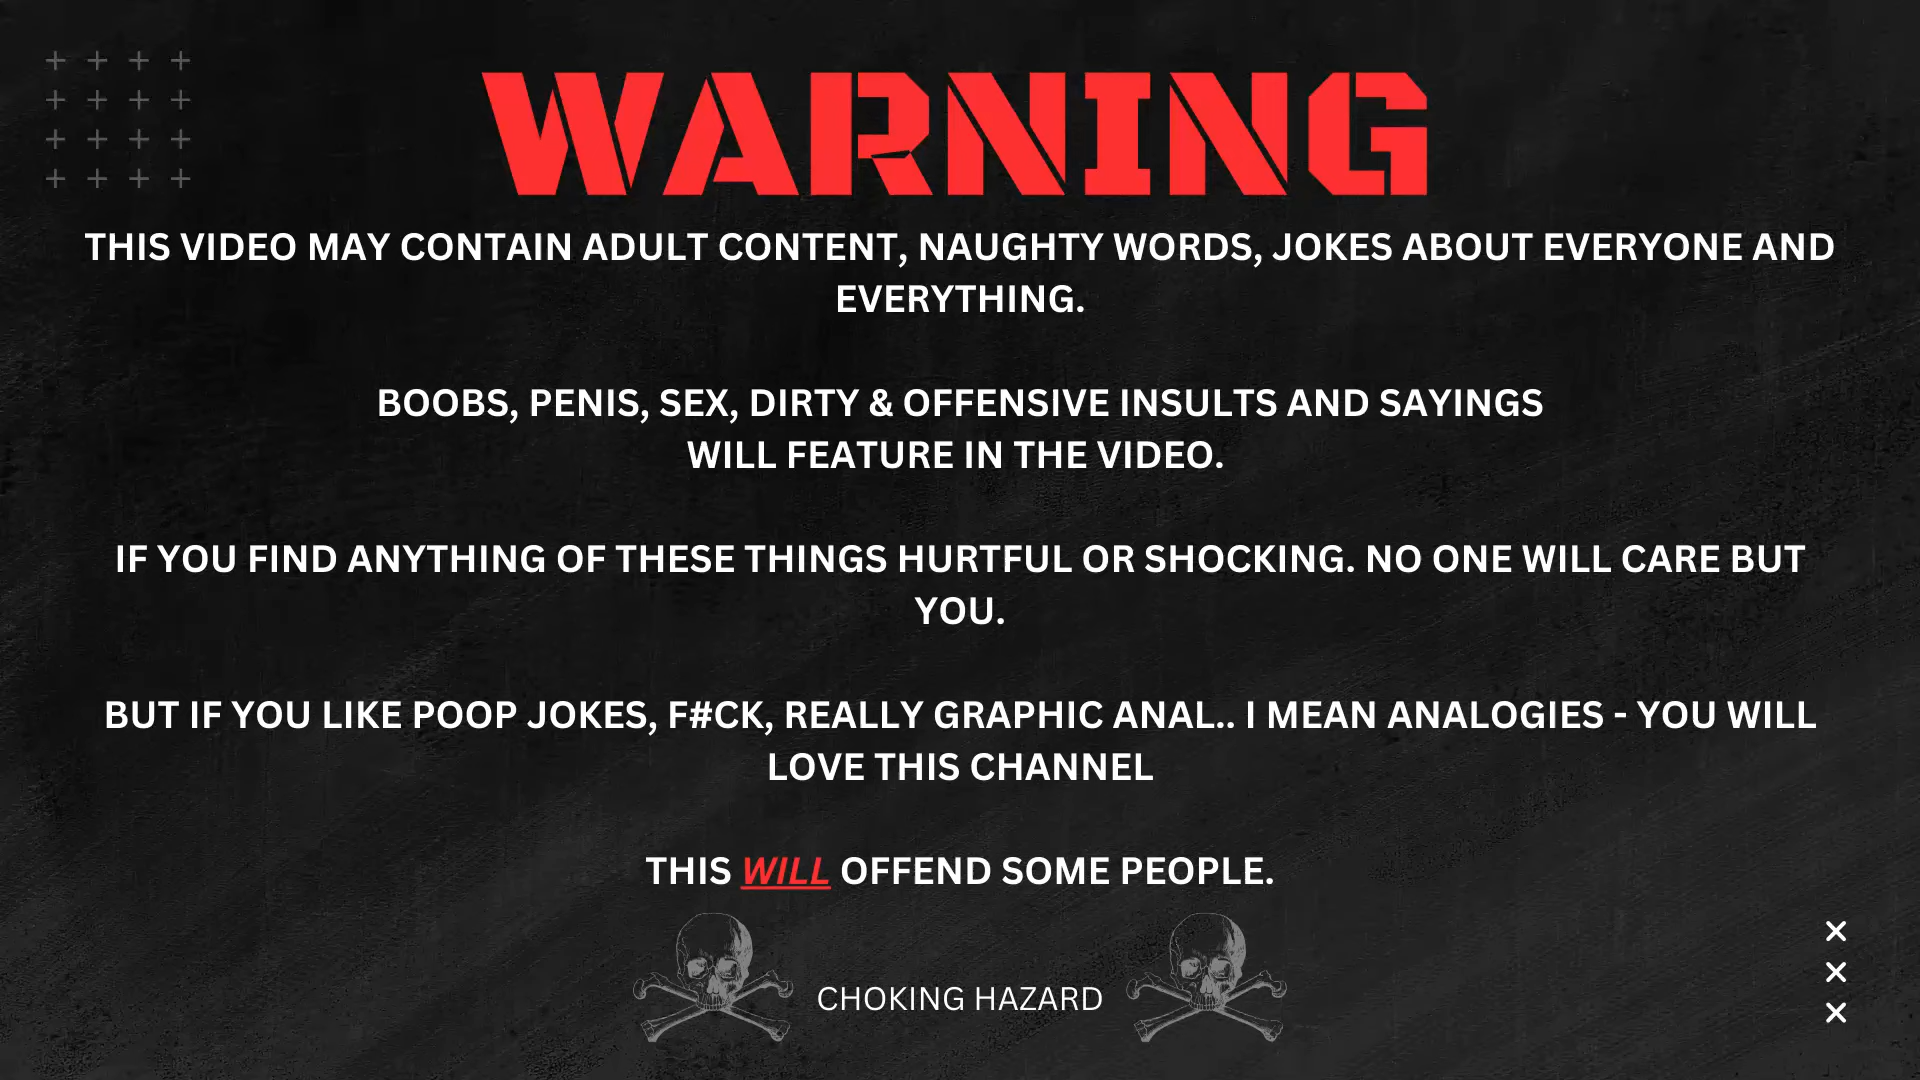 WARNING
THIS VIDEO MAY CONTAIN ADULT CONTENT, NAUGHTY WORDS, JOKES ABOUT EVERYONE AND
EVERYTHING.
BOOBS, PENIS, SEX, DIRTY & OFFENSIVE INSULTS AND SAYINGS
WILL FEATURE IN THE VIDEO.
IF YOU FIND ANYTHING OF THESE THINGS HURTFUL OR SHOCKING. NO ONE WILL CARE BUT
YOU.
BUT IF YOU LIKE POOP JOKES, F#CK, REALLY GRAPHIC ANAL.. I MEAN ANALOGIES - YOU WILL
LOVE THIS CHANNEL
THIS WILL OFFEND SOME PEOPLE.
CHOKING HAZARD